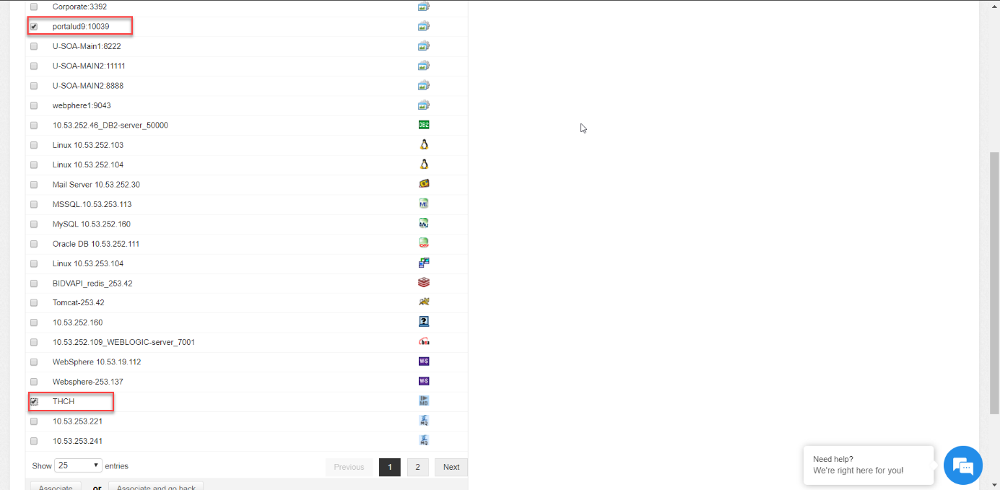 Corporate:3392
portalud9:10039
U-SOA-Main1:8222
U-SOA-MAIN2:11111
U-SOA-MAIN2:8888
webphere1:9043
10.53.252.46_DB2-server_50000 DB2
Linux 10.53.252.103
Linux 10.53.252.104
Mail Server 10.53.252.30
MSSQL.10.53.253.113
MySQL 10.53.252.160 My
Oracle DB 10.53.252.111
Linux 10.53.253.104
BIDVAPI_redis_253.42
Tomcat-253.42
10.53.252.160 ?
10.53.252.109_WEBLOGIC-server_7001
WebSphere 10.53.19.112 W-S
Websphere-253.137 W-S
THCH MB
10.53.253.221 MQ
10.53.253.241 MQ
Show 25 entries Previous 1 2 Next
Associate or Associate and go back
Need help?
We're right here for you!